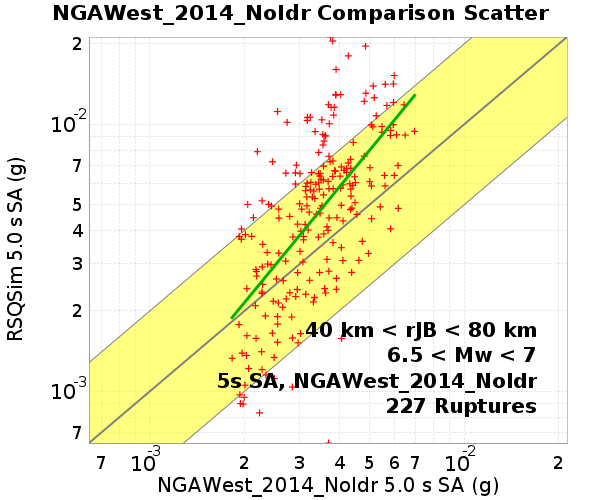 NGAWest_2014_NoIdr Comparison Scatter
RSQSim 5.0 s SA (g)
2
10-2
7
5
4
3
2
10-3
7
40 km < rJB < 80 km
6.5 < Mw < 7
5s SA, NGAWest_2014_NoIdr
227 Ruptures
7 10-3 2 3 4 5 6 7 10-2 2
NGAWest_2014_NoIdr 5.0 s SA (g)